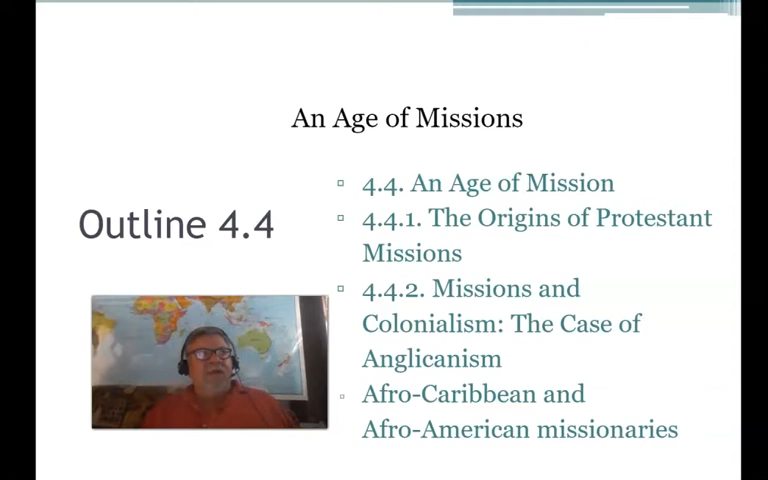 An Age of Missions
Outline 4.4
4.4. An Age of Mission
4.4.1. The Origins of Protestant
Missions
4.4.2. Missions and
Colonialism: The Case of
Anglicanism
Afro-Caribbean and
Afro-American missionaries